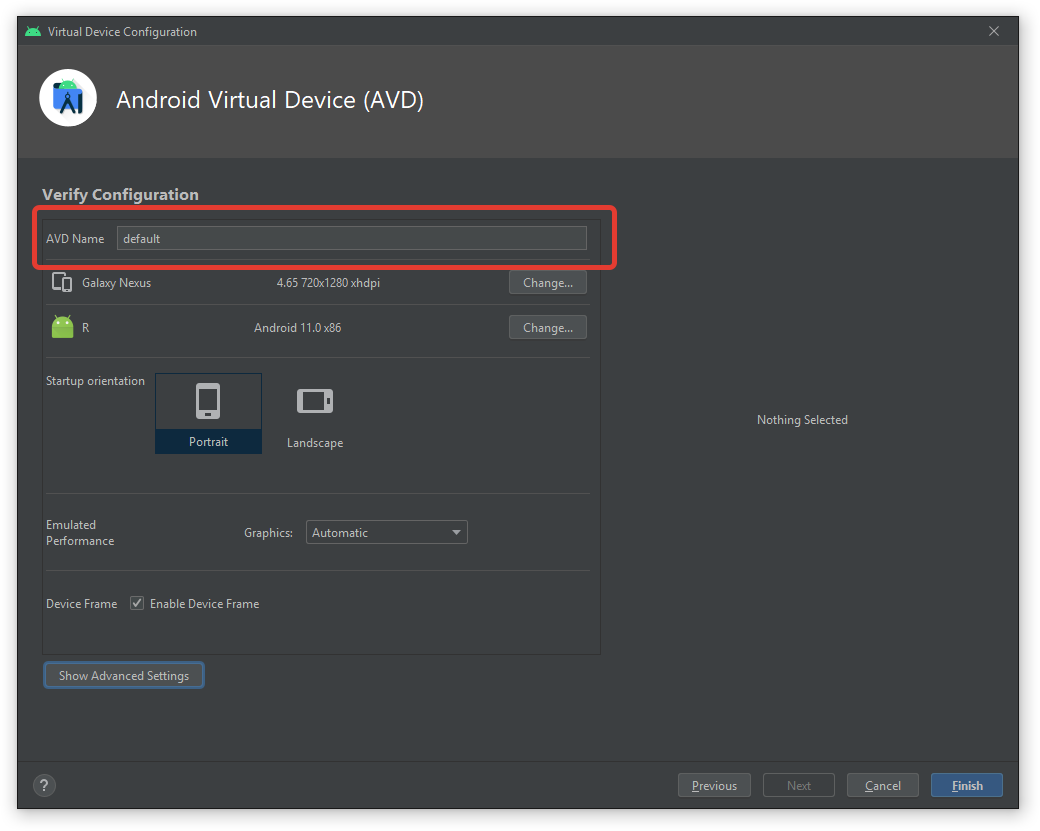 Virtual Device Configuration
Android Virtual Device (AVD)
Verify Configuration
AVD Name default
Galaxy Nexus 4.65 720x1280 xhdpi Change...
R Android 11.0 x86 Change...
Startup orientation
Portrait Landscape
Nothing Selected
Emulated
Performance
Graphics: Automatic
Device Frame Enable Device Frame
Show Advanced Settings
? Previous Next Cancel Finish